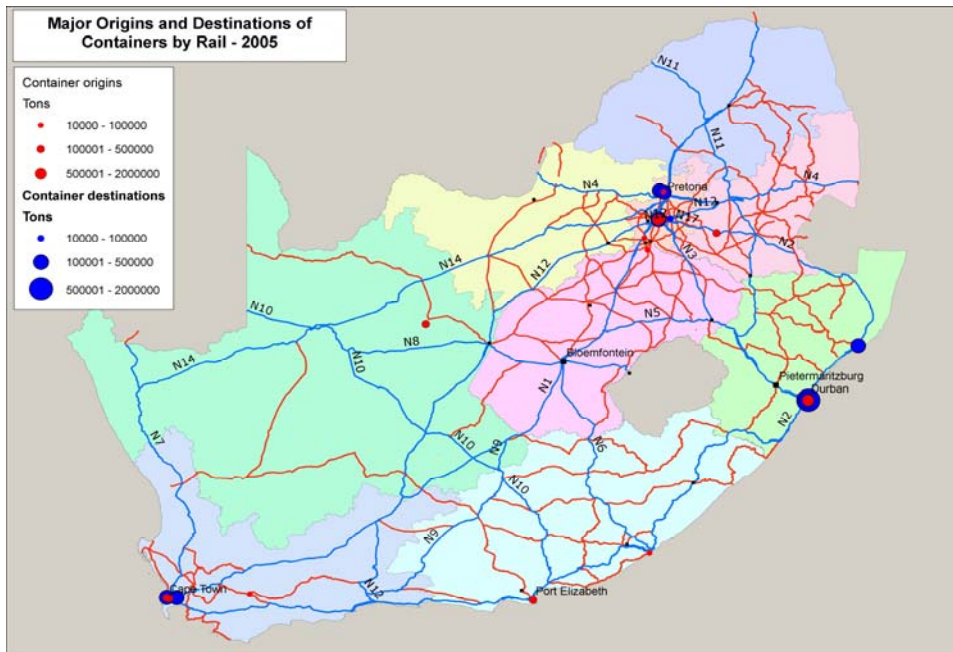 Major Origins and Destinations of
Containers by Rail - 2005
Container origins
Tons
10000 - 100000
100001 - 500000
500001 - 2000000
Container destinations
Tons
10000 - 100000
100001 - 500000
500001 - 2000000
N11
N11
N4
Pretoria
N4
N17
N17
N2
N3
N14
N12
N10
N5
N8
N14
N10
Bloemfontein
N1
Pietermaritzburg
Durban
N2
N7
N10
N9
N6
N10
N9
Cape Town
N12
Port Elizabeth